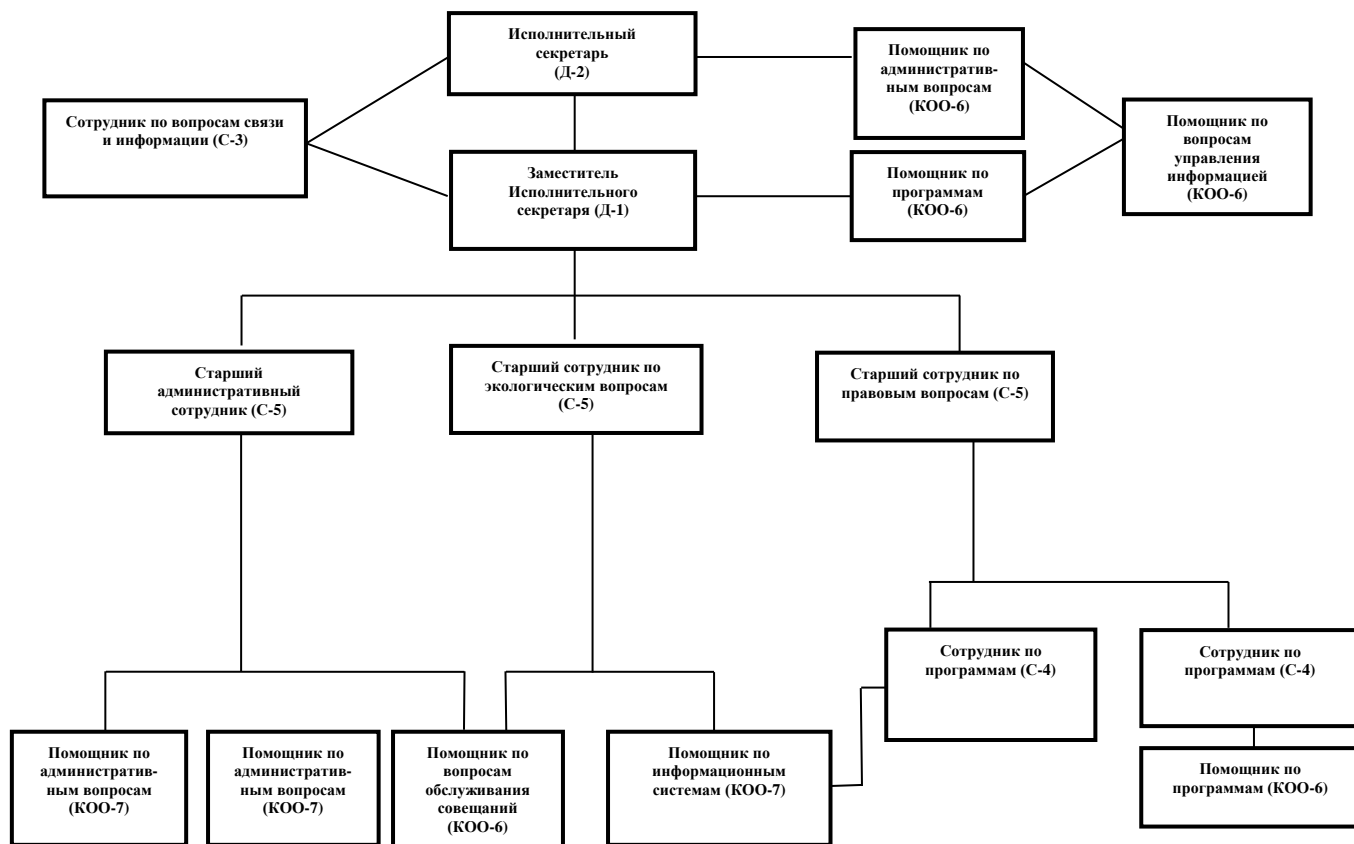 Исполнительный
секретарь
(Д-2)
Помощник по
административ-
ным вопросам
(КОО-6)
Сотрудник по вопросам связи
и информации (С-3)
Помощник по
вопросам
управления
информацией
(КОО-6)
Заместитель
Исполнительного
секретаря (Д-1)
Помощник по
программам
(КОО-6)
Старший
административный
сотрудник (С-5)
Старший сотрудник по
экологическим вопросам
(С-5)
Старший сотрудник по
правовым вопросам (С-5)
Сотрудник по
программам (С-4)
Сотрудник по
программам (С-4)
Помощник по
административ-
ным вопросам
(КОО-7)
Помощник по
административ-
ным вопросам
(КОО-7)
Помощник по
вопросам
обслуживания
совещаний
(КОО-6)
Помощник по
информационным
системам (КОО-7)
Помощник по
программам (КОО-6)